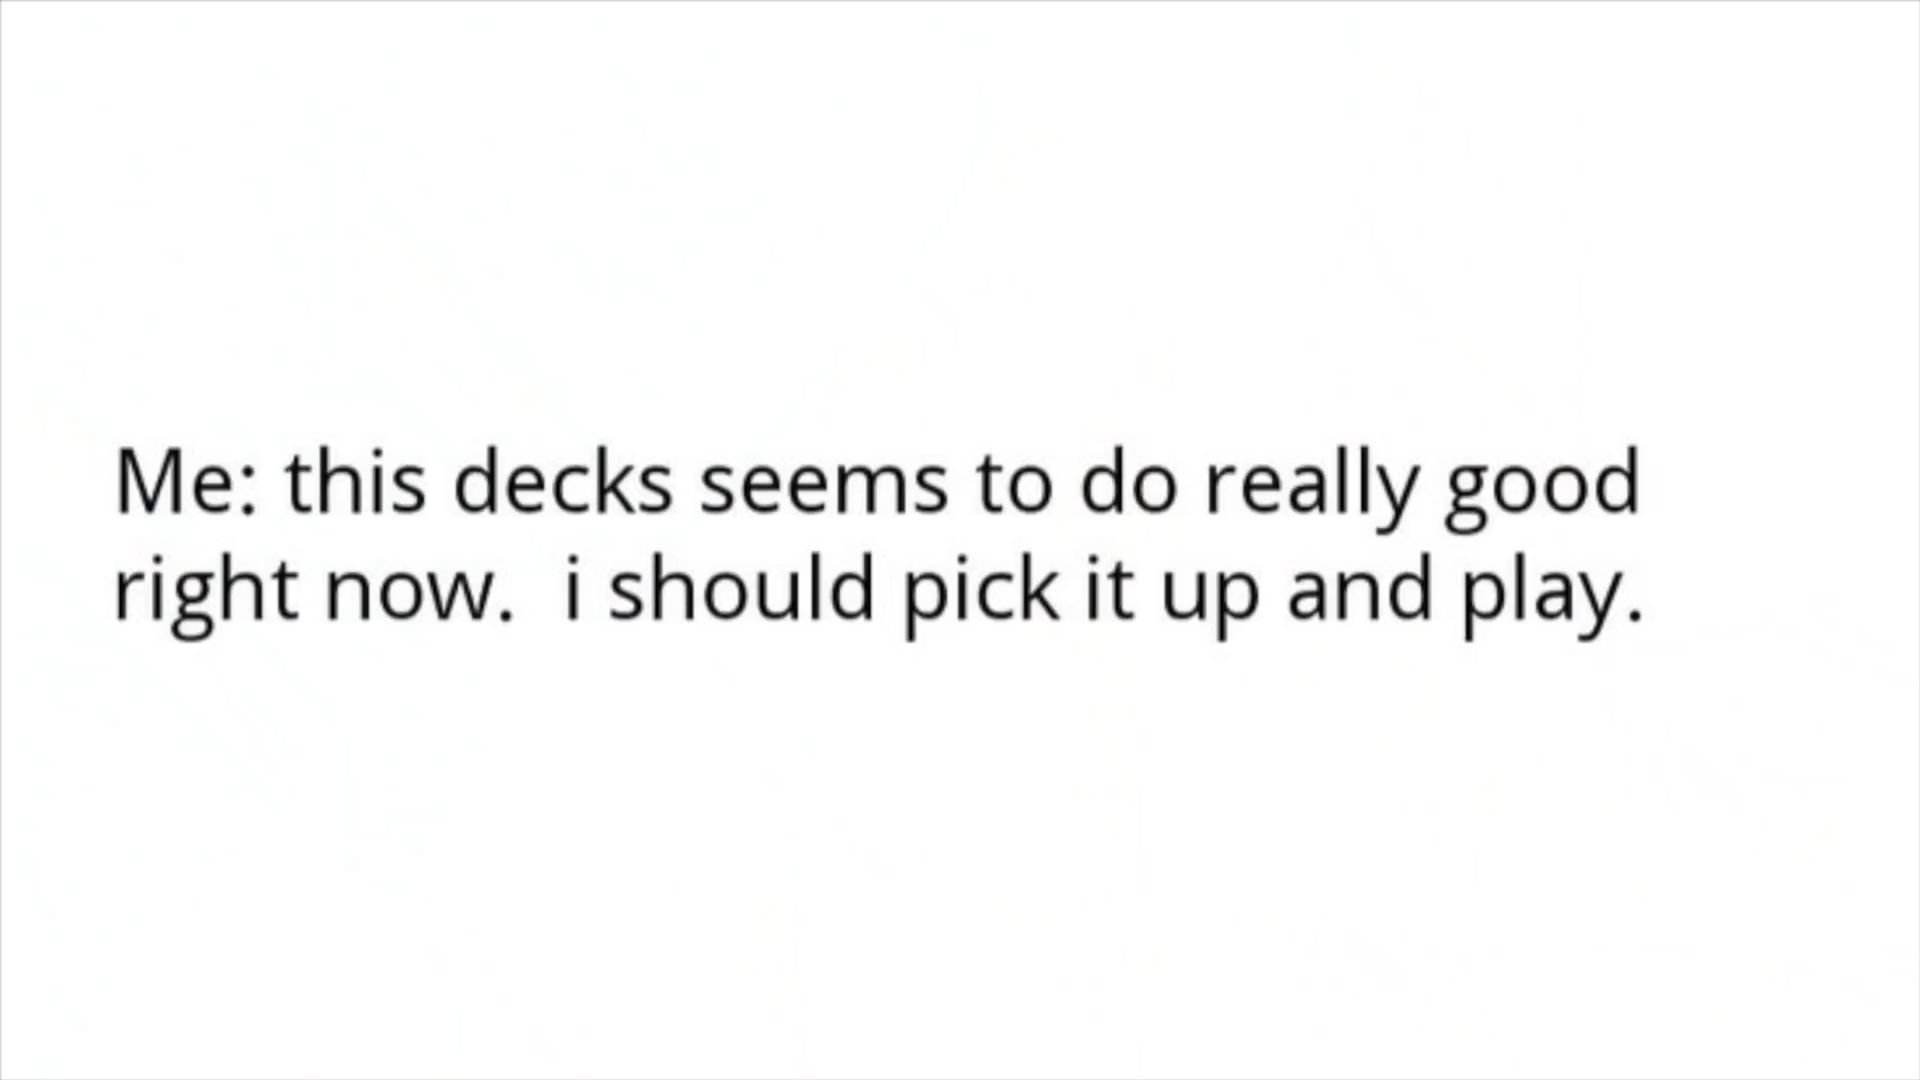 Me: this decks seems to do really good
right now.  i should pick it up and play.